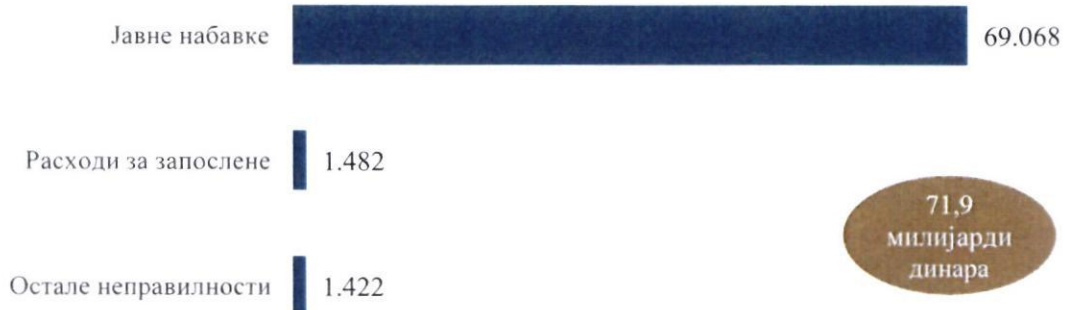 Јавне набавке 69.068
Расходи за запослене 1.482
71,9
милијарди
динара
Остале неправилности 1.422